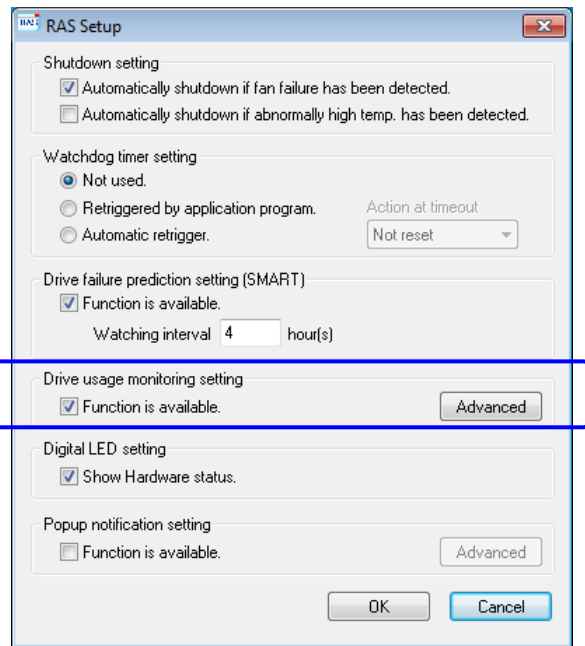 RAS Setup
Shutdown setting
Automatically shutdown if fan failure has been detected.
Automatically shutdown if abnormally high temp. has been detected.
Watchdog timer setting
Not used.
Retriggered by application program.
Action at timeout
Automatic retrigger.
Not reset
Drive failure prediction setting (SMART)
Function is available.
Watching interval 4 hour(s)
Drive usage monitoring setting
Function is available. Advanced
Digital LED setting
Show Hardware status.
Popup notification setting
Function is available. Advanced
OK Cancel